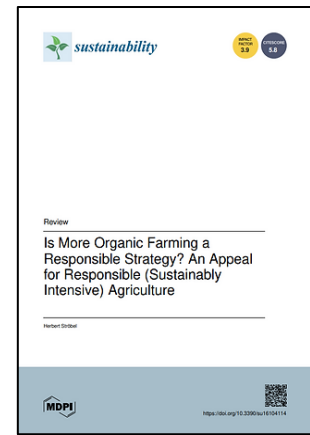 sustainability
IMPACT
FACTOR
3.9
CITESCORE
5.8
Review
Is More Organic Farming a
Responsible Strategy? An Appeal
for Responsible (Sustainably
Intensive) Agriculture
Herbert Ströbel
MDPI
https://doi.org/10.3390/su16104114